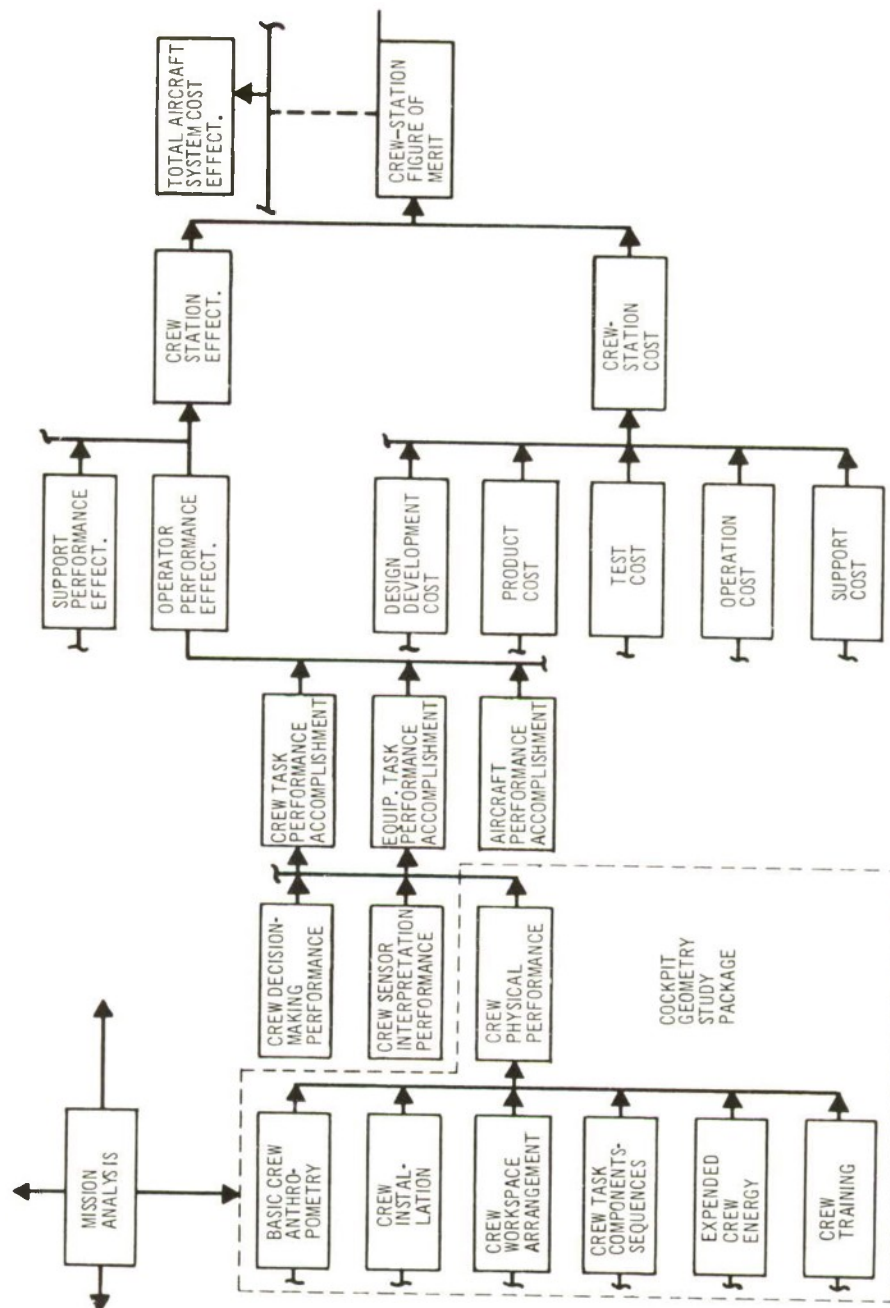 MISSION
ANALYSIS
BASIC CREW
ANTHRO-
POMETRY
CREW
INSTAL-
LATION
CREW
WORKSPACE
ARRANGEMENT
CREW TASK
COMPONENTS-
SEQUENCES
EXPENDED
CREW
ENERGY
CREW
TRAINING
CREW DECISION-
MAKING
PERFORMANCE
CREW SENSOR
INTERPRETATION
PERFORMANCE
CREW
PHYSICAL
PERFORMANCE
COCKPIT
GEOMETRY
STUDY
PACKAGE
CREW TASK
PERFORMANCE
ACCOMPLISHMENT
EQUIP. TASK
PERFORMANCE
ACCOMPLISHMENT
AIRCRAFT
PERFORMANCE
ACCOMPLISHMENT
SUPPORT
PERFORMANCE
EFFECT.
OPERATOR
PERFORMANCE
EFFECT.
DESIGN
DEVELOPMENT
COST
PRODUCT
COST
TEST
COST
OPERATION
COST
SUPPORT
COST
CREW
STATION
EFFECT.
CREW-
STATION
COST
TOTAL AIRCRAFT
SYSTEM COST
EFFECT.
CREW-STATION
FIGURE OF
MERIT